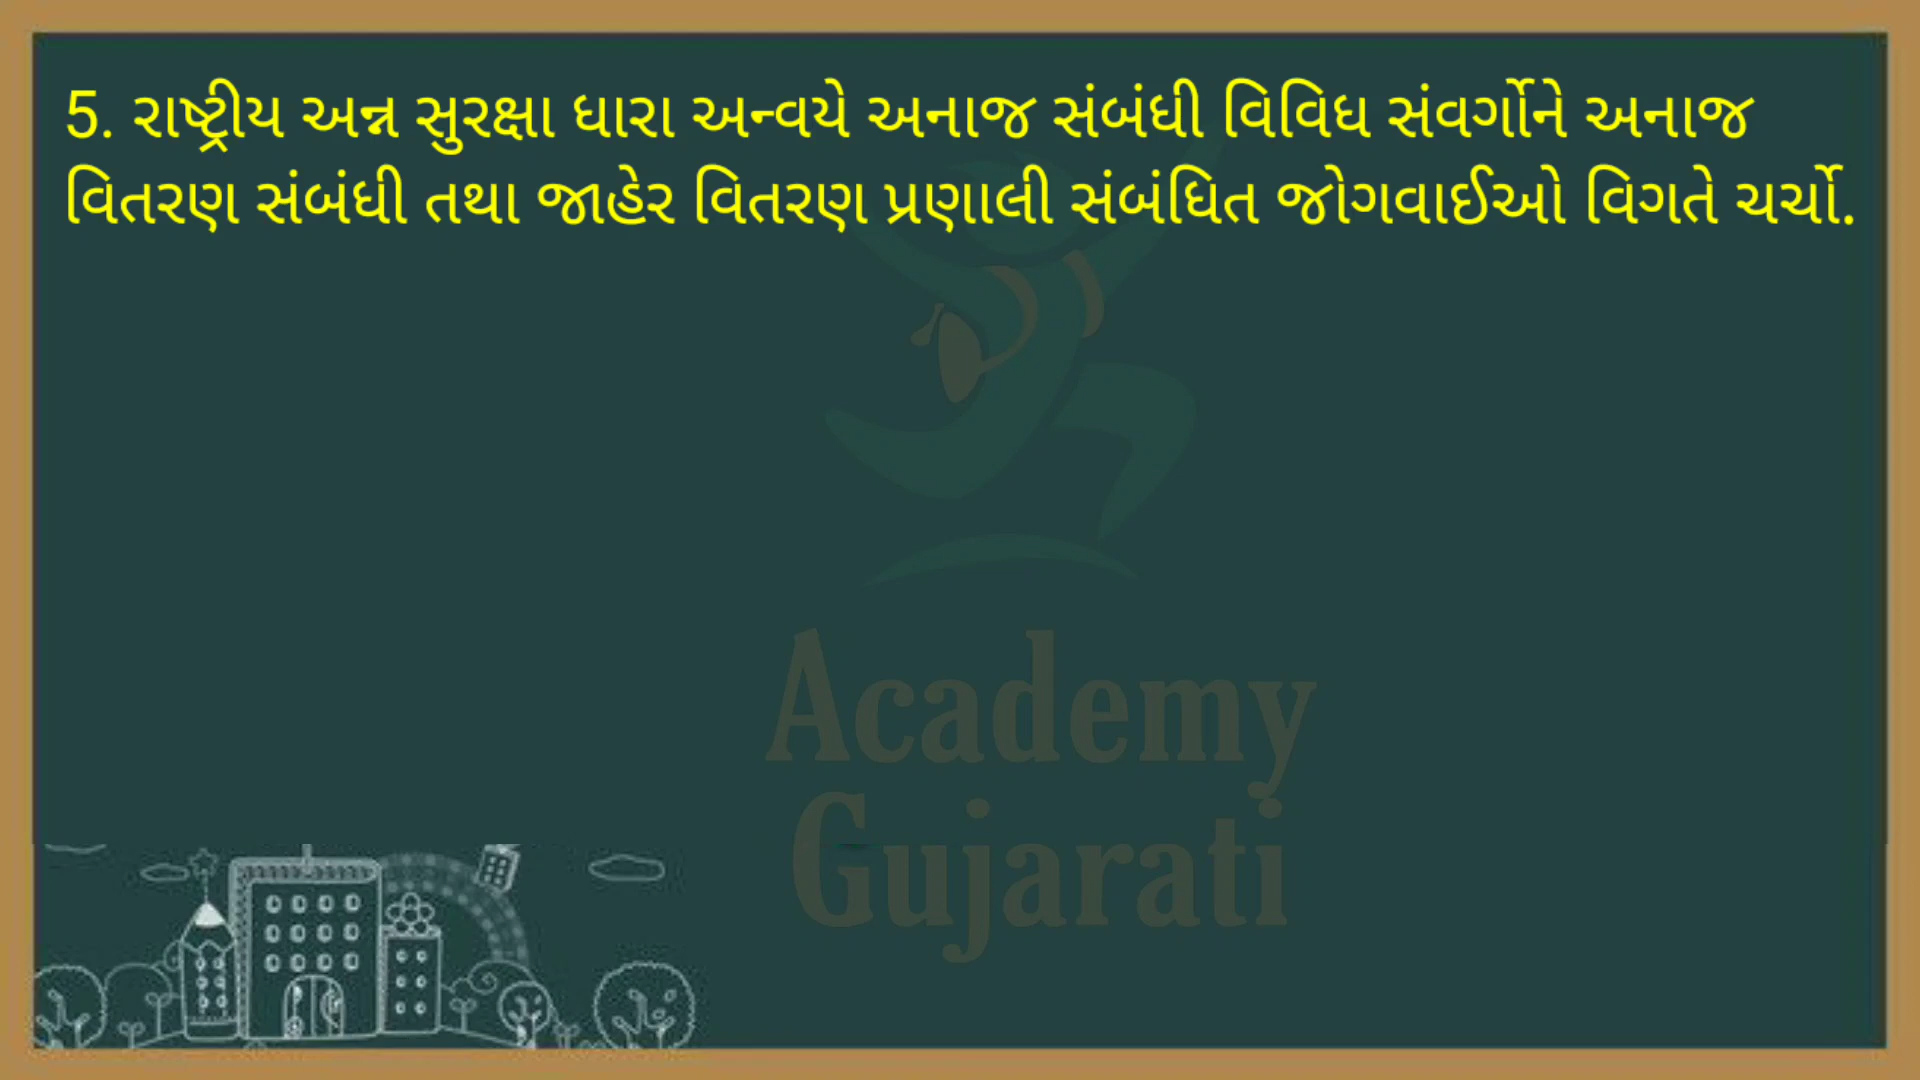 5. રાષ્ટ્રીય અન્ન સુરક્ષા ધારા અન્વયે અનાજ સંબંધી વિવિધ સંવર્ગોને અનાજ
વિતરણ સંબંધી તથા જાહેર વિતરણ પ્રણાલી સંબંધિત જોગવાઈઓ વિગતે ચર્ચો.
Academy
Gujarati